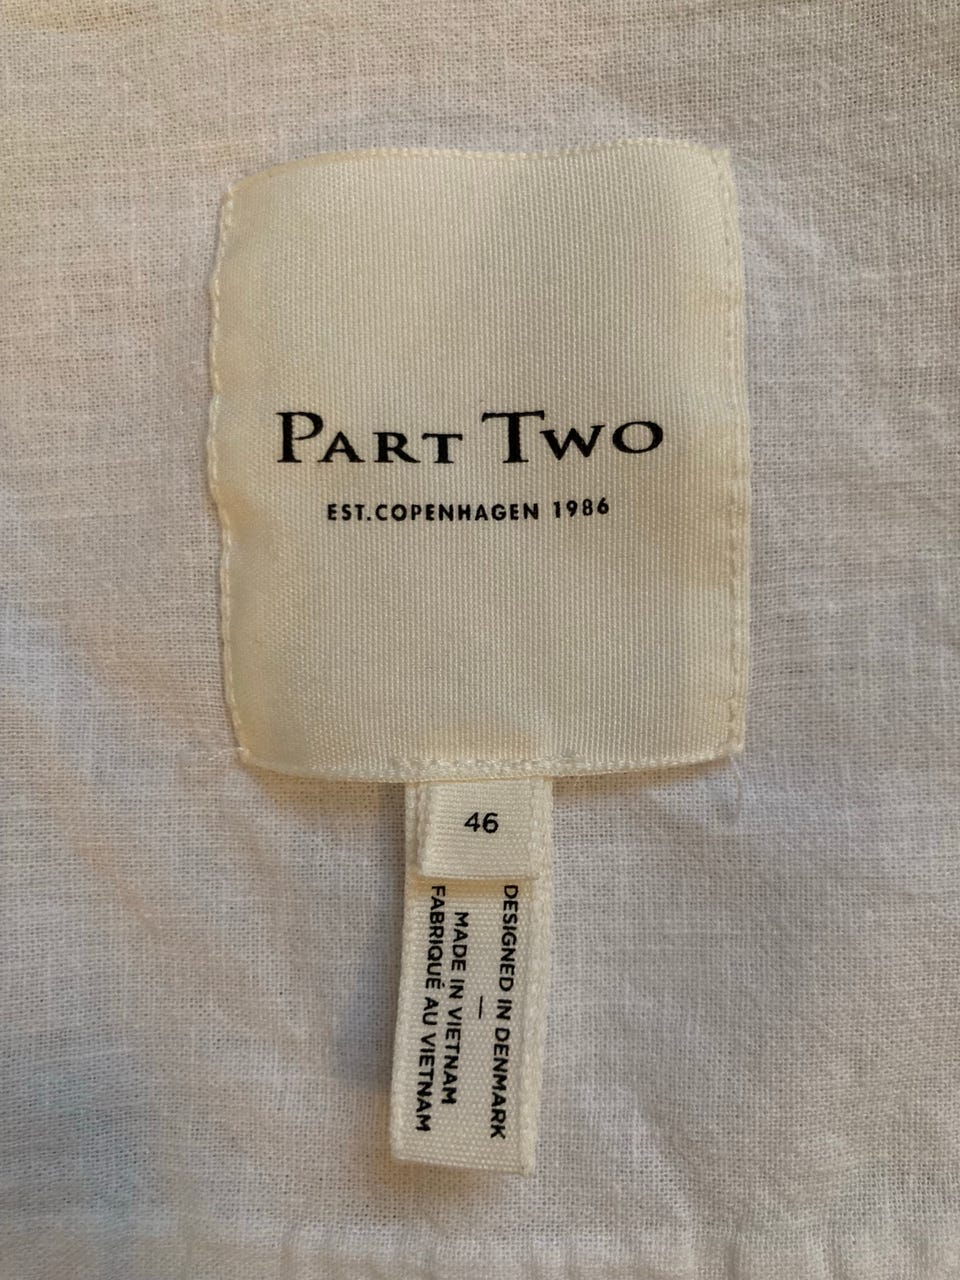 PART TWO
EST.COPENHAGEN 1986
46
DESIGNED IN DENMARK
—
MADE IN VIETNAM
FABRIQUÉ AU VIETNAM